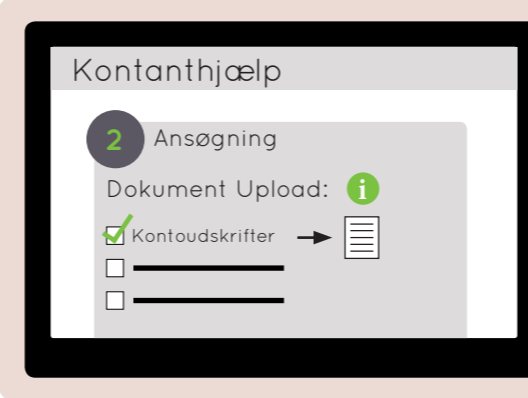 Kontanthjælp
2 Ansøgning
Dokument Upload: i
Kontoudskrifter